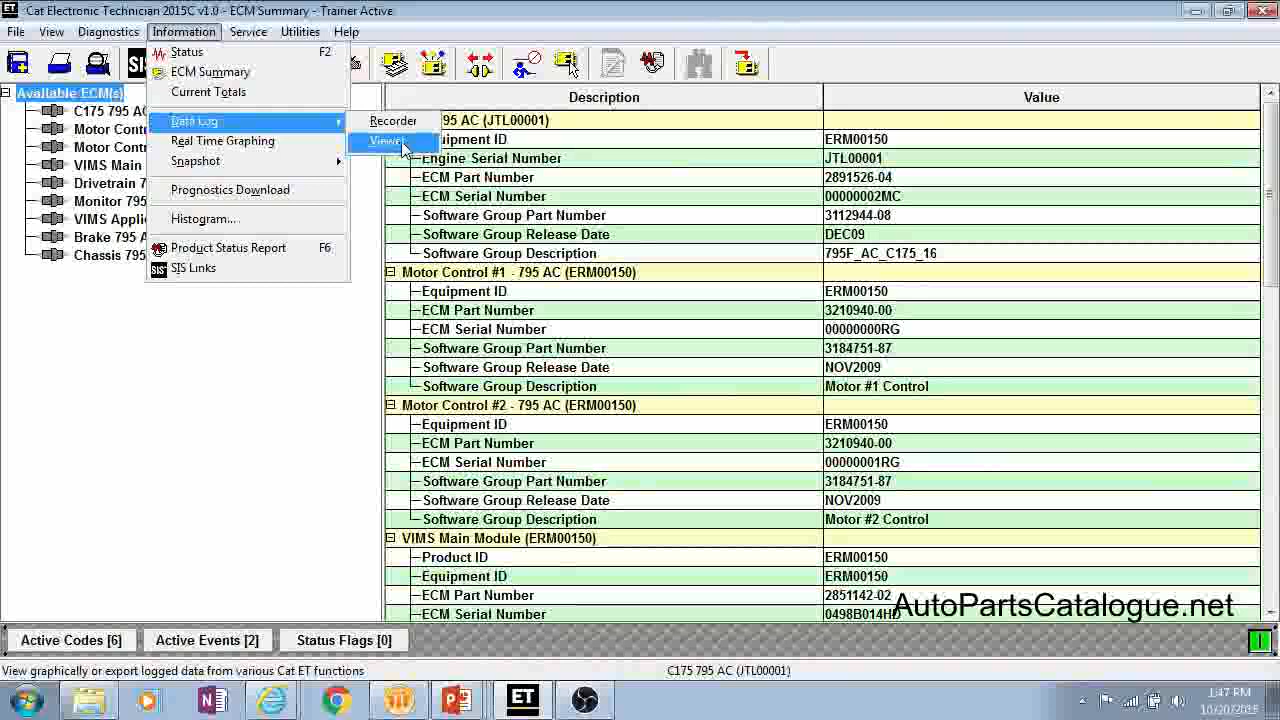 ET Cat Electronic Technician 2015C v1.0 - ECM Summary - Trainer Active
File View Diagnostics Information Service Utilities Help
Status F2
ECM Summary
Current Totals
Data Log
Real Time Graphing
Snapshot
Prognostics Download
Histogram...
Product Status Report F6
SIS Links
Recorder
Viewer
Available ECM(s)
C175 795 AC
Motor Contr
Motor Contr
VIMS Main
Drivetrain 7
Monitor 795
VIMS Applic
Brake 795 A
Chassis 795
Description Value
795 AC (JTL00001)
uipment ID ERM00150
Engine Serial Number JTL00001
ECM Part Number 2891526-04
ECM Serial Number 00000002MC
Software Group Part Number 3112944-08
Software Group Release Date DEC09
Software Group Description 795F_AC_C175_16
Motor Control #1 - 795 AC (ERM00150)
Equipment ID ERM00150
ECM Part Number 3210940-00
ECM Serial Number 00000000RG
Software Group Part Number 3184751-87
Software Group Release Date NOV2009
Software Group Description Motor #1 Control
Motor Control #2 - 795 AC (ERM00150)
Equipment ID ERM00150
ECM Part Number 3210940-00
ECM Serial Number 00000001RG
Software Group Part Number 3184751-87
Software Group Release Date NOV2009
Software Group Description Motor #2 Control
VIMS Main Module (ERM00150)
Product ID ERM00150
Equipment ID ERM00150
ECM Part Number 2851142-02
ECM Serial Number 0498B014H
AutoPartsCatalogue.net
Active Codes [6] Active Events [2] Status Flags [0]
View graphically or export logged data from various Cat ET functions C175 795 AC (JTL00001)
ET
1:47 PM